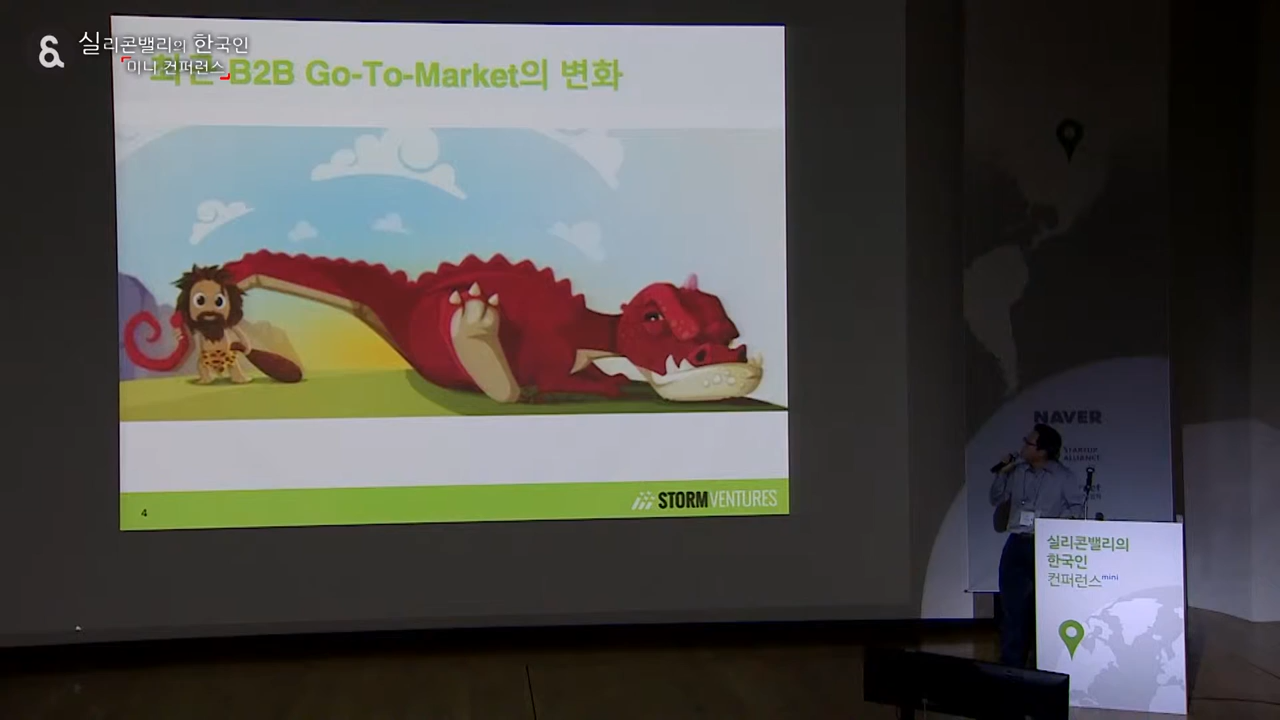 실리콘밸리의 한국인
미니 컨퍼런스
B2B Go-To-Market의 변화
4
STORMVENTURES
NAVER
STARTUP
ALLIANCE
실리콘밸리의
한국인
컨퍼런스mini